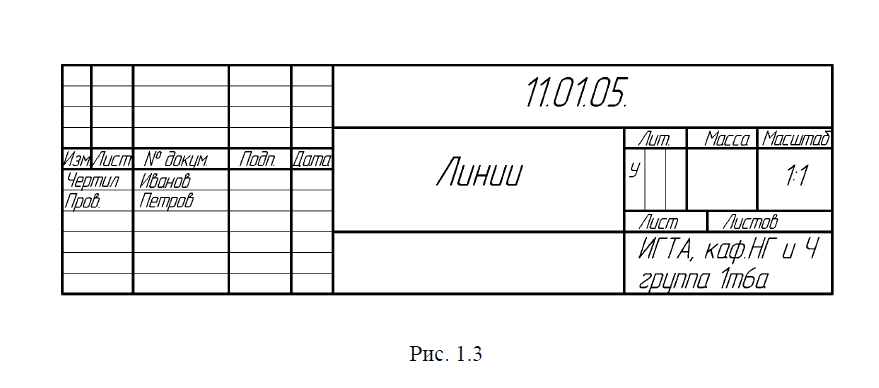 11.01.05.
Лит. Масса Масштаб
Изм Лист № докум Подп. Дата
Линии
У 1:1
Чертил Иванов
Пров. Петров
Лист Листов
ИГТА, каф.НГ и Ч
группа 1т6а
Рис. 1.3